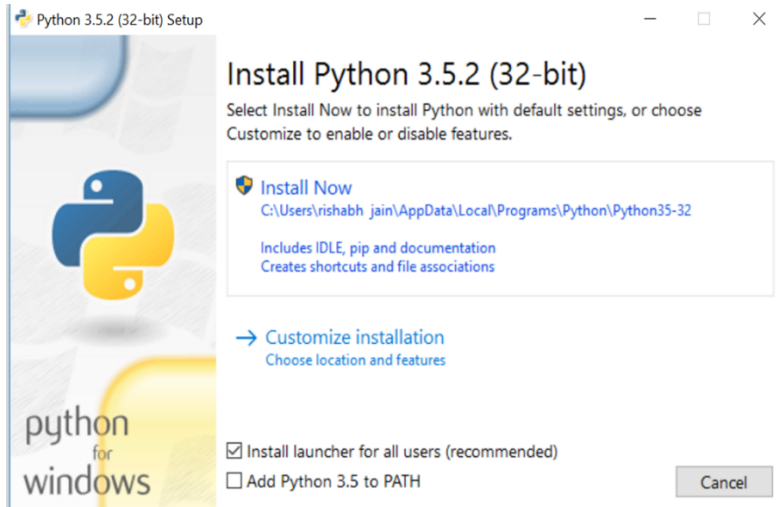 Python 3.5.2 (32-bit) Setup
Install Python 3.5.2 (32-bit)
Select Install Now to install Python with default settings, or choose
Customize to enable or disable features.
Install Now
C:\Users\rishabh jain\AppData\Local\Programs\Python\Python35-32
Includes IDLE, pip and documentation
Creates shortcuts and file associations
Customize installation
Choose location and features
python
for
windows
Install launcher for all users (recommended)
Add Python 3.5 to PATH
Cancel